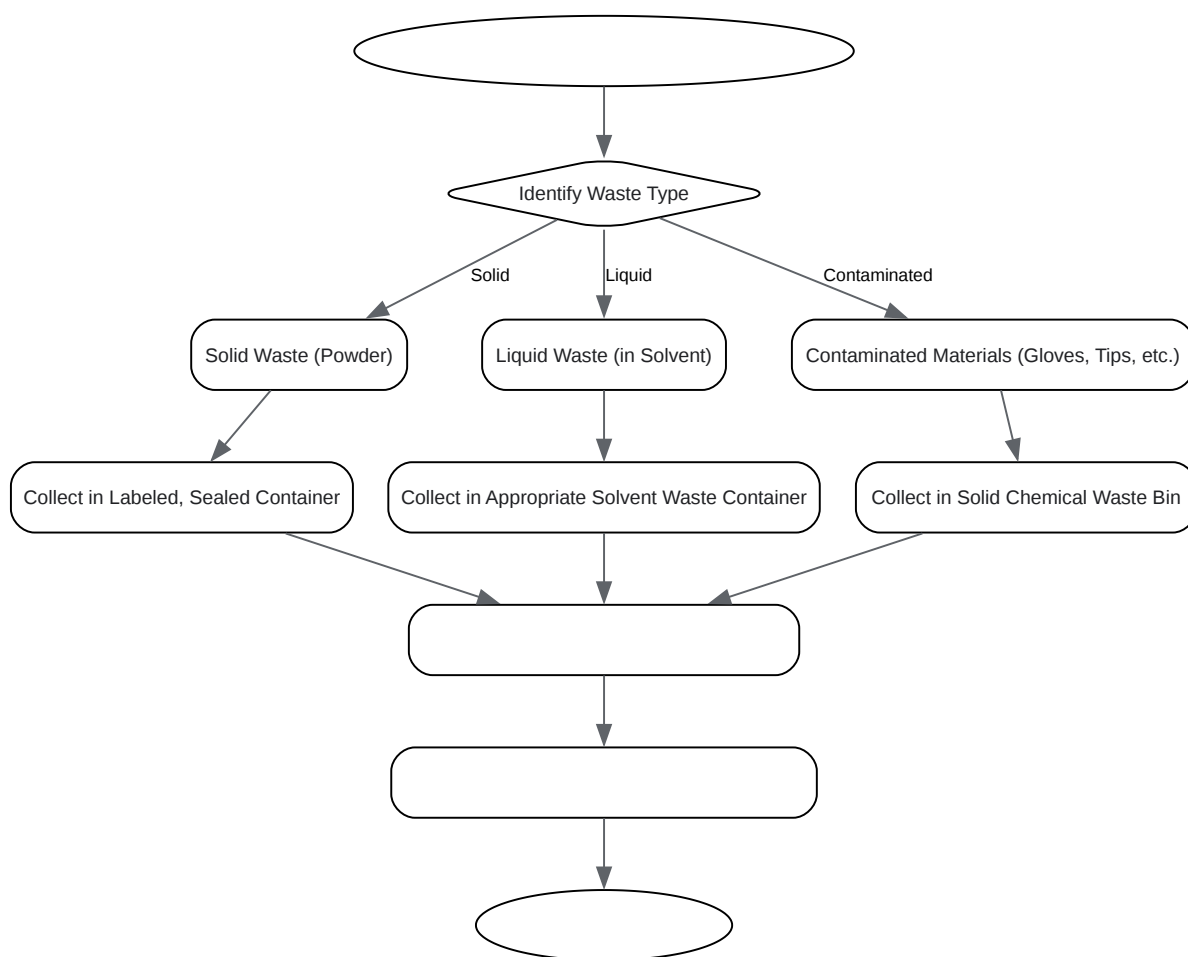 Identify Waste Type
Solid
Liquid
Contaminated
Solid Waste (Powder)
Liquid Waste (in Solvent)
Contaminated Materials (Gloves, Tips, etc.)
Collect in Labeled, Sealed Container
Collect in Appropriate Solvent Waste Container
Collect in Solid Chemical Waste Bin